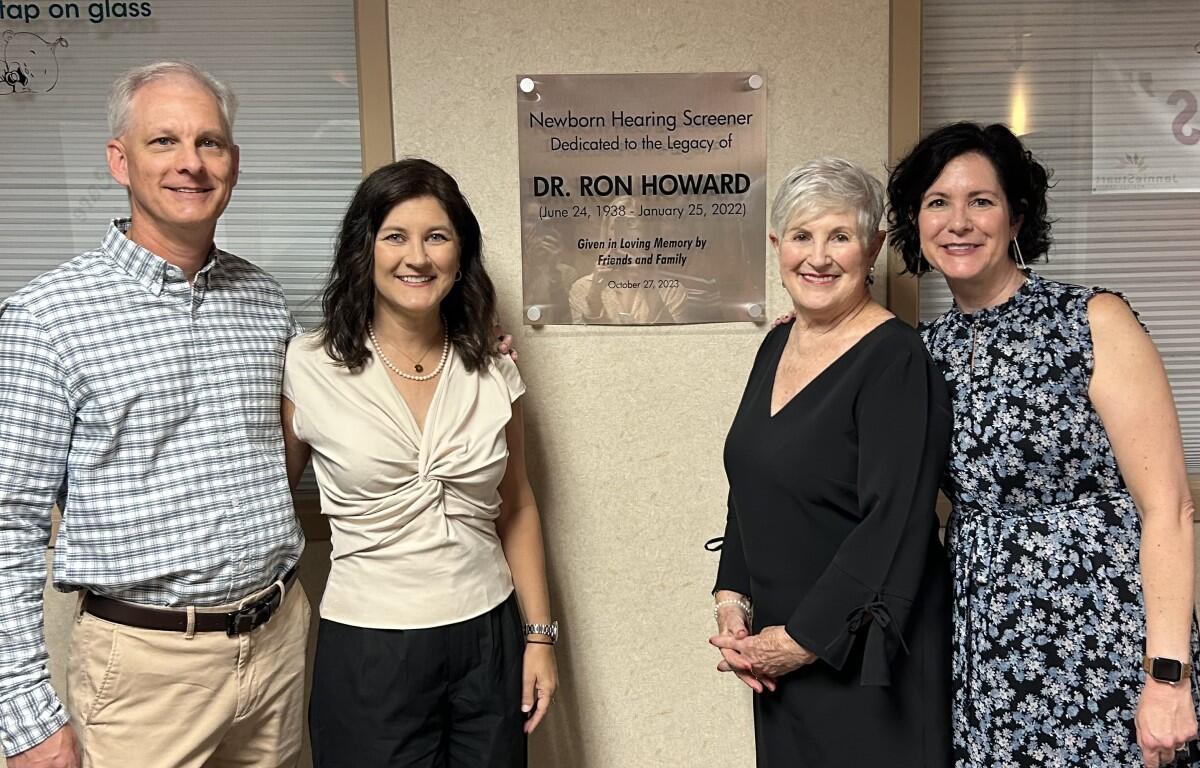 tap on glass
Newborn Hearing Screener
Dedicated to the Legacy of
DR. RON HOWARD
(June 24, 1938 - January 25, 2022)
Given in Loving Memory by
Friends and Family
October 27, 2023
S
JennieStuart